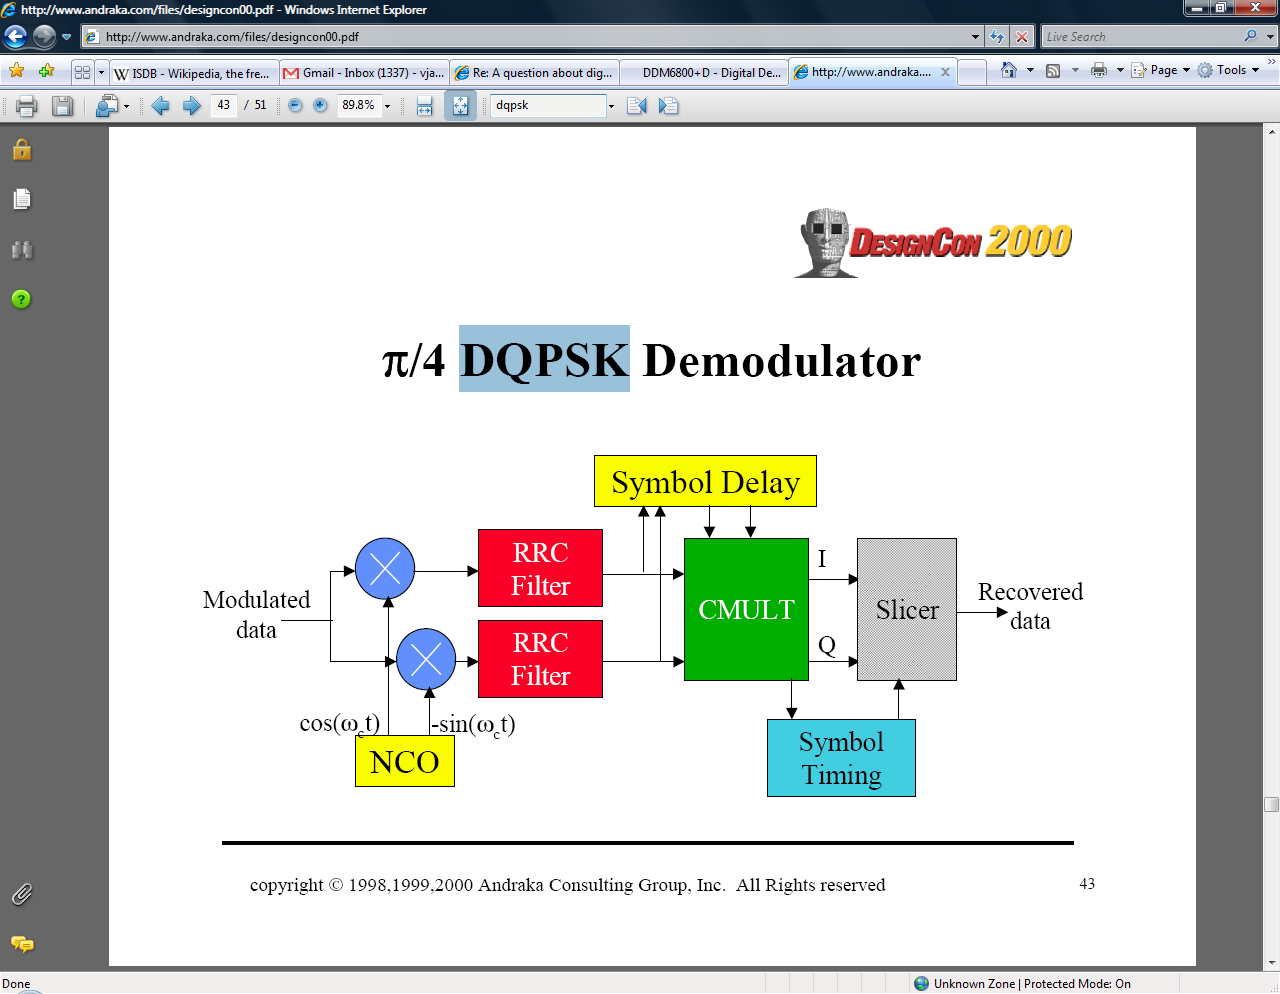 http://www.andraka.com/files/designcon00.pdf - Windows Internet Explorer
http://www.andraka.com/files/designcon00.pdf
Live Search
W ISDB - Wikipedia, the fre...
Gmail - Inbox (1337) - vja...
Re: A question about dig...
DDM6800+D - Digital De...
http://www.andraka....
Page
Tools
43 / 51
89.8%
dqpsk
DESIGNCON 2000
π/4 DQPSK Demodulator
Symbol Delay
RRC
Filter
I
Modulated
data
CMULT
Slicer
Recovered
data
RRC
Filter
Q
cos(ωct)
-sin(ωct)
NCO
Symbol
Timing
copyright © 1998,1999,2000 Andraka Consulting Group, Inc.  All Rights reserved
43
Done
Unknown Zone | Protected Mode: On